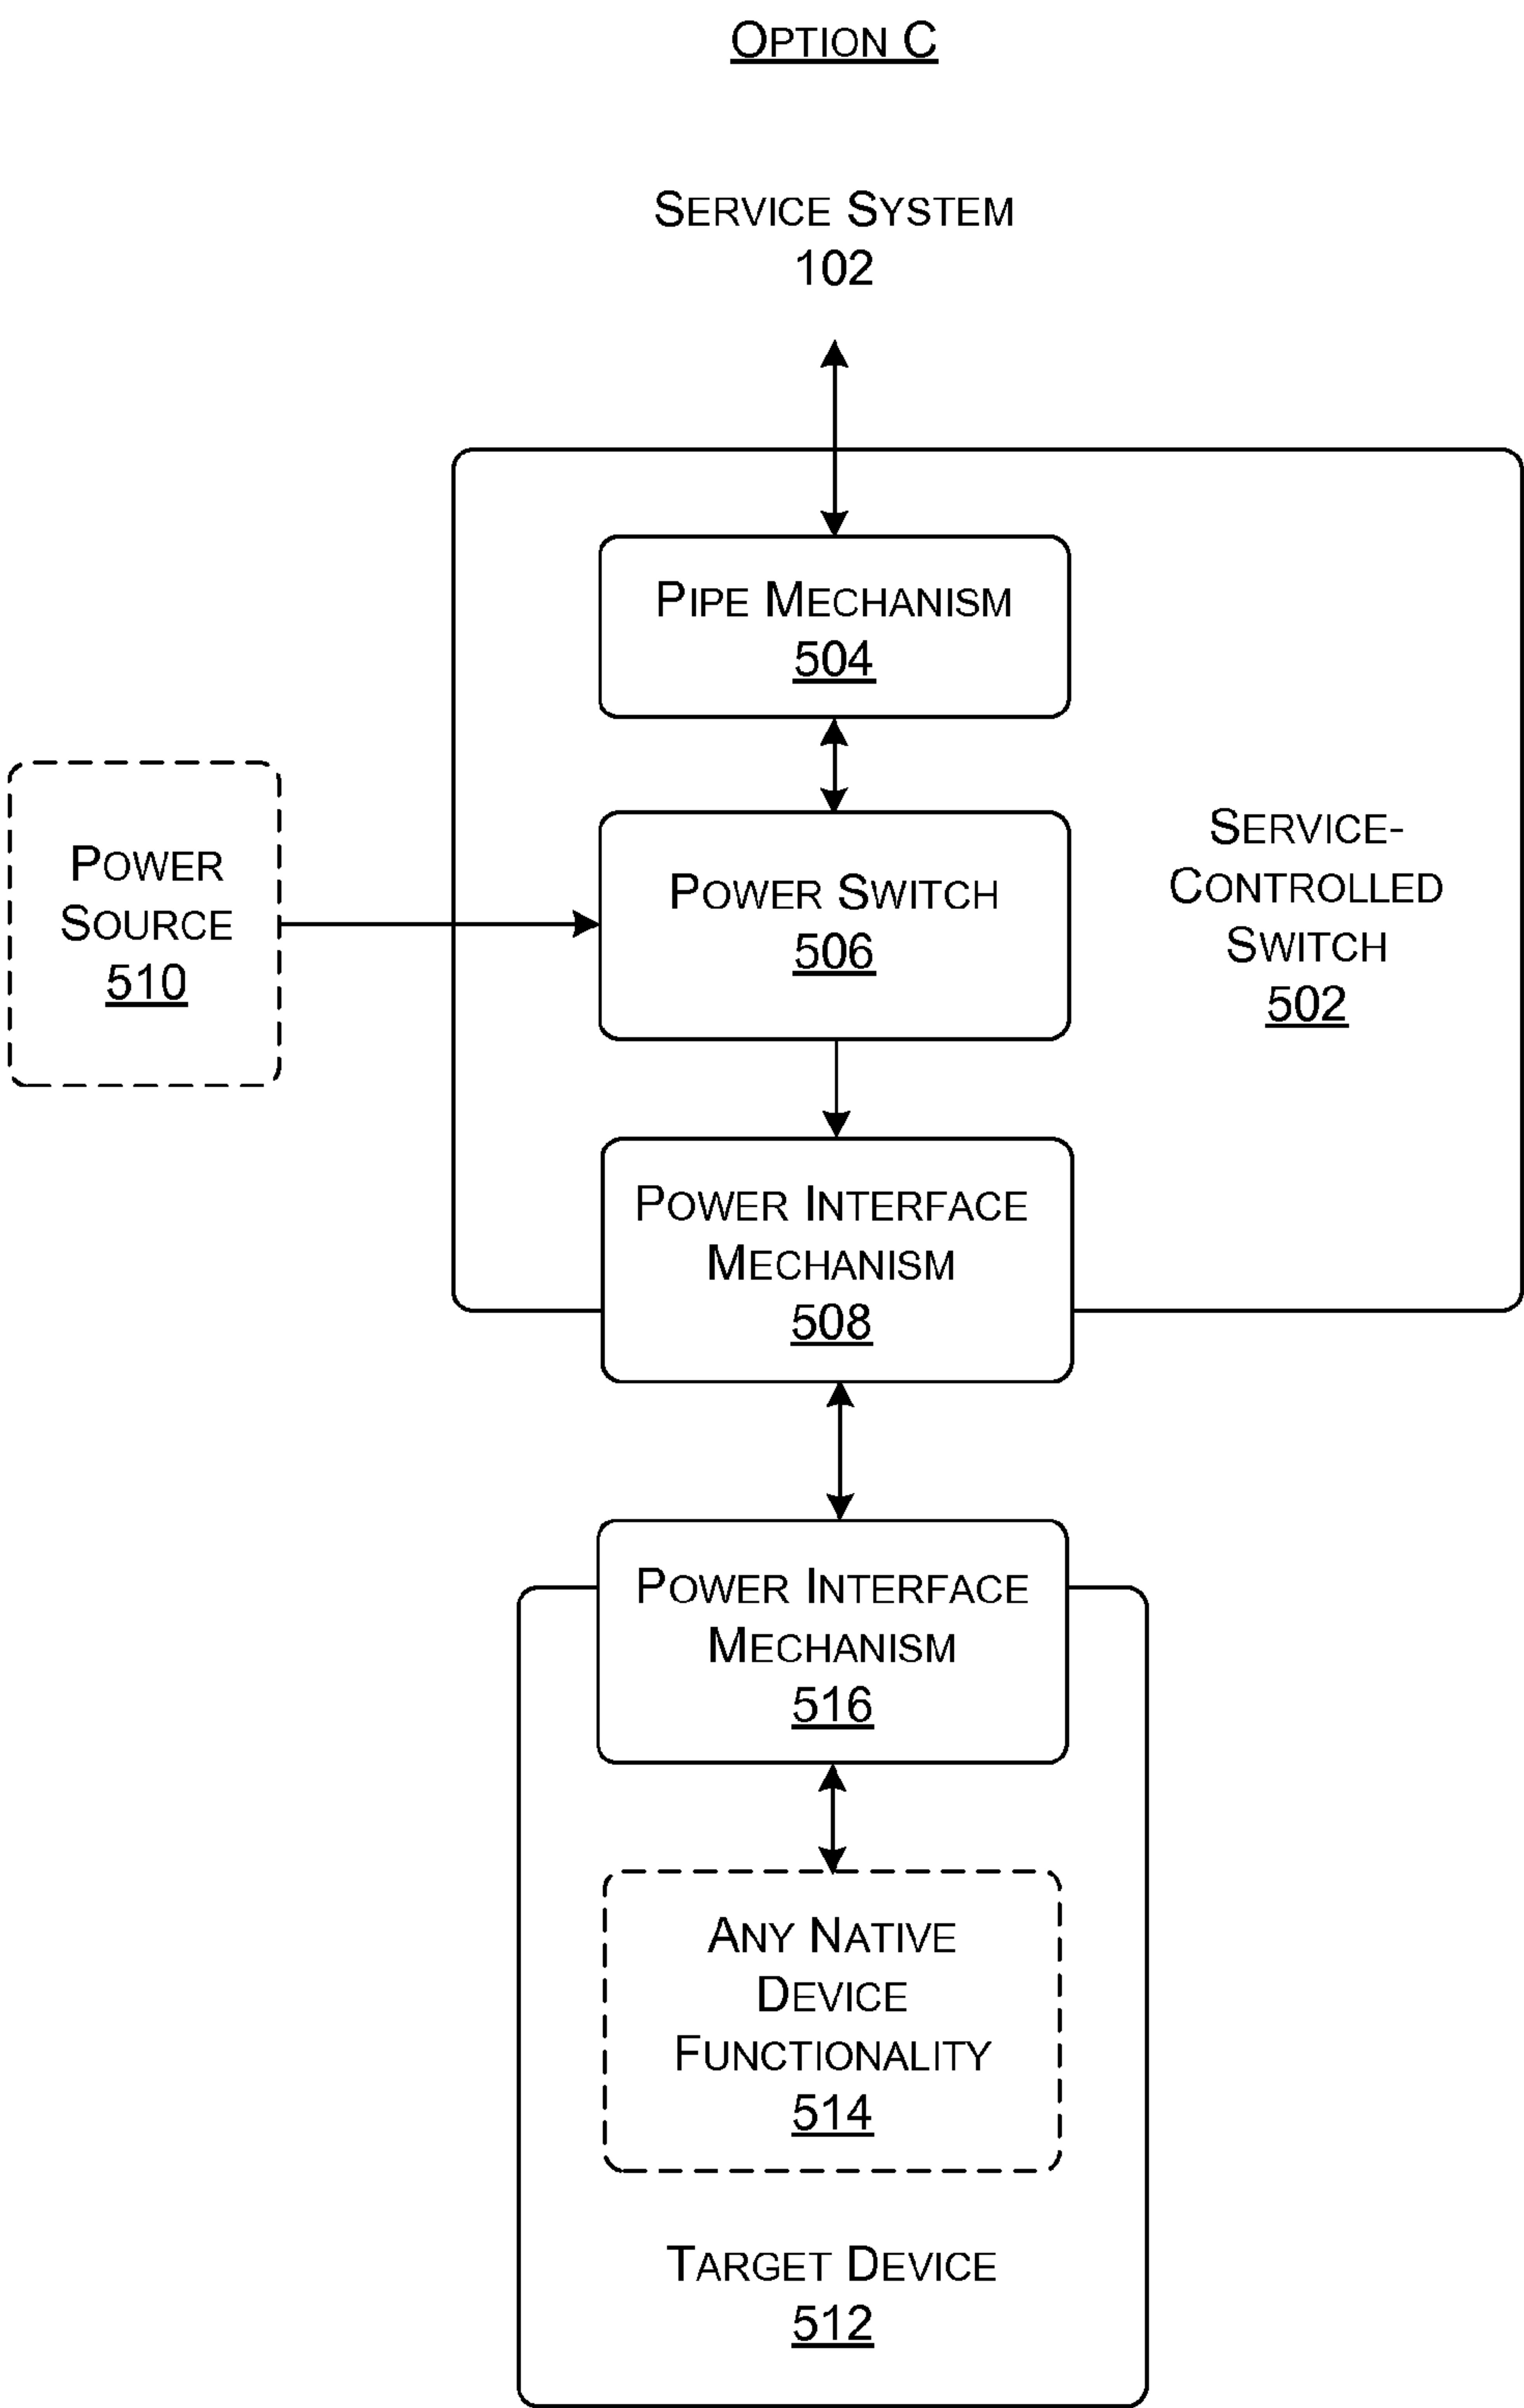 OPTION C
SERVICE SYSTEM
102
PIPE MECHANISM
504
POWER
SOURCE
510
POWER SWITCH
506
SERVICE-
CONTROLLED
SWITCH
502
POWER INTERFACE
MECHANISM
508
POWER INTERFACE
MECHANISM
516
ANY NATIVE
DEVICE
FUNCTIONALITY
514
TARGET DEVICE
512